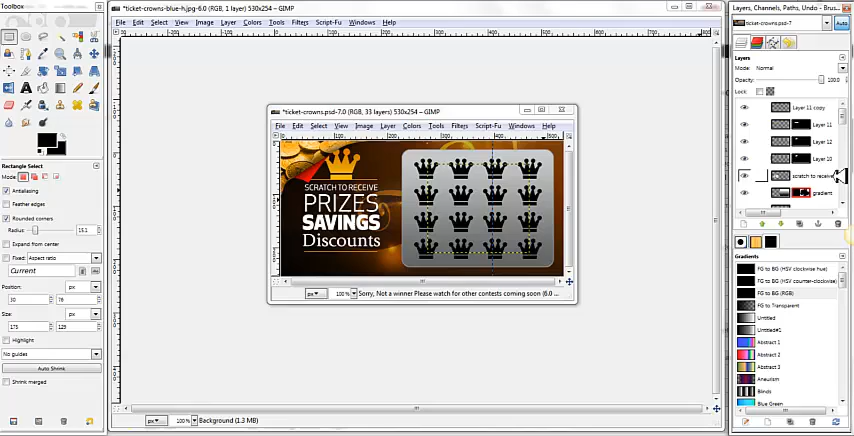 Toolbox
*ticket-crowns-blue-h.jpg-6.0 (RGB, 1 layer) 530x254 – GIMP
File Edit Select View Image Layer Colors Tools Filters Script-Fu Windows Help
*ticket-crowns.psd-7.0 (RGB, 33 layers) 530x254 – GIMP
File Edit Select View Image Layer Colors Tools Filters Script-Fu Windows Help
SCRATCH TO RECEIVE
PRIZES
SAVINGS
Discounts
px 100% Sorry, Not a winner Please watch for other contests coming soon (6.0 ...
px 100% Background (1.3 MB)
Rectangle Select
Mode:
Antialiasing
Feather edges
Rounded corners
Radius: 15.1
Expand from center
Fixed: Aspect ratio
Current
Position: px
30 76
Size: px
175 129
Highlight
No guides
Auto Shrink
Shrink merged
Layers, Channels, Paths, Undo - Brus...
ticket-crowns.psd-7 Auto
Layers
Mode: Normal
Opacity: 100.0
Lock:
Layer 11 copy
Layer 11
Layer 12
Layer 10
scratch to receive
gradient
Gradients
FG to BG (HSV clockwise hue)
FG to BG (HSV counter-clockwise)
FG to BG (RGB)
FG to Transparent
Untitled
Untitled#1
Abstract 1
Abstract 2
Abstract 3
Aneurism
Blinds
Blue Green